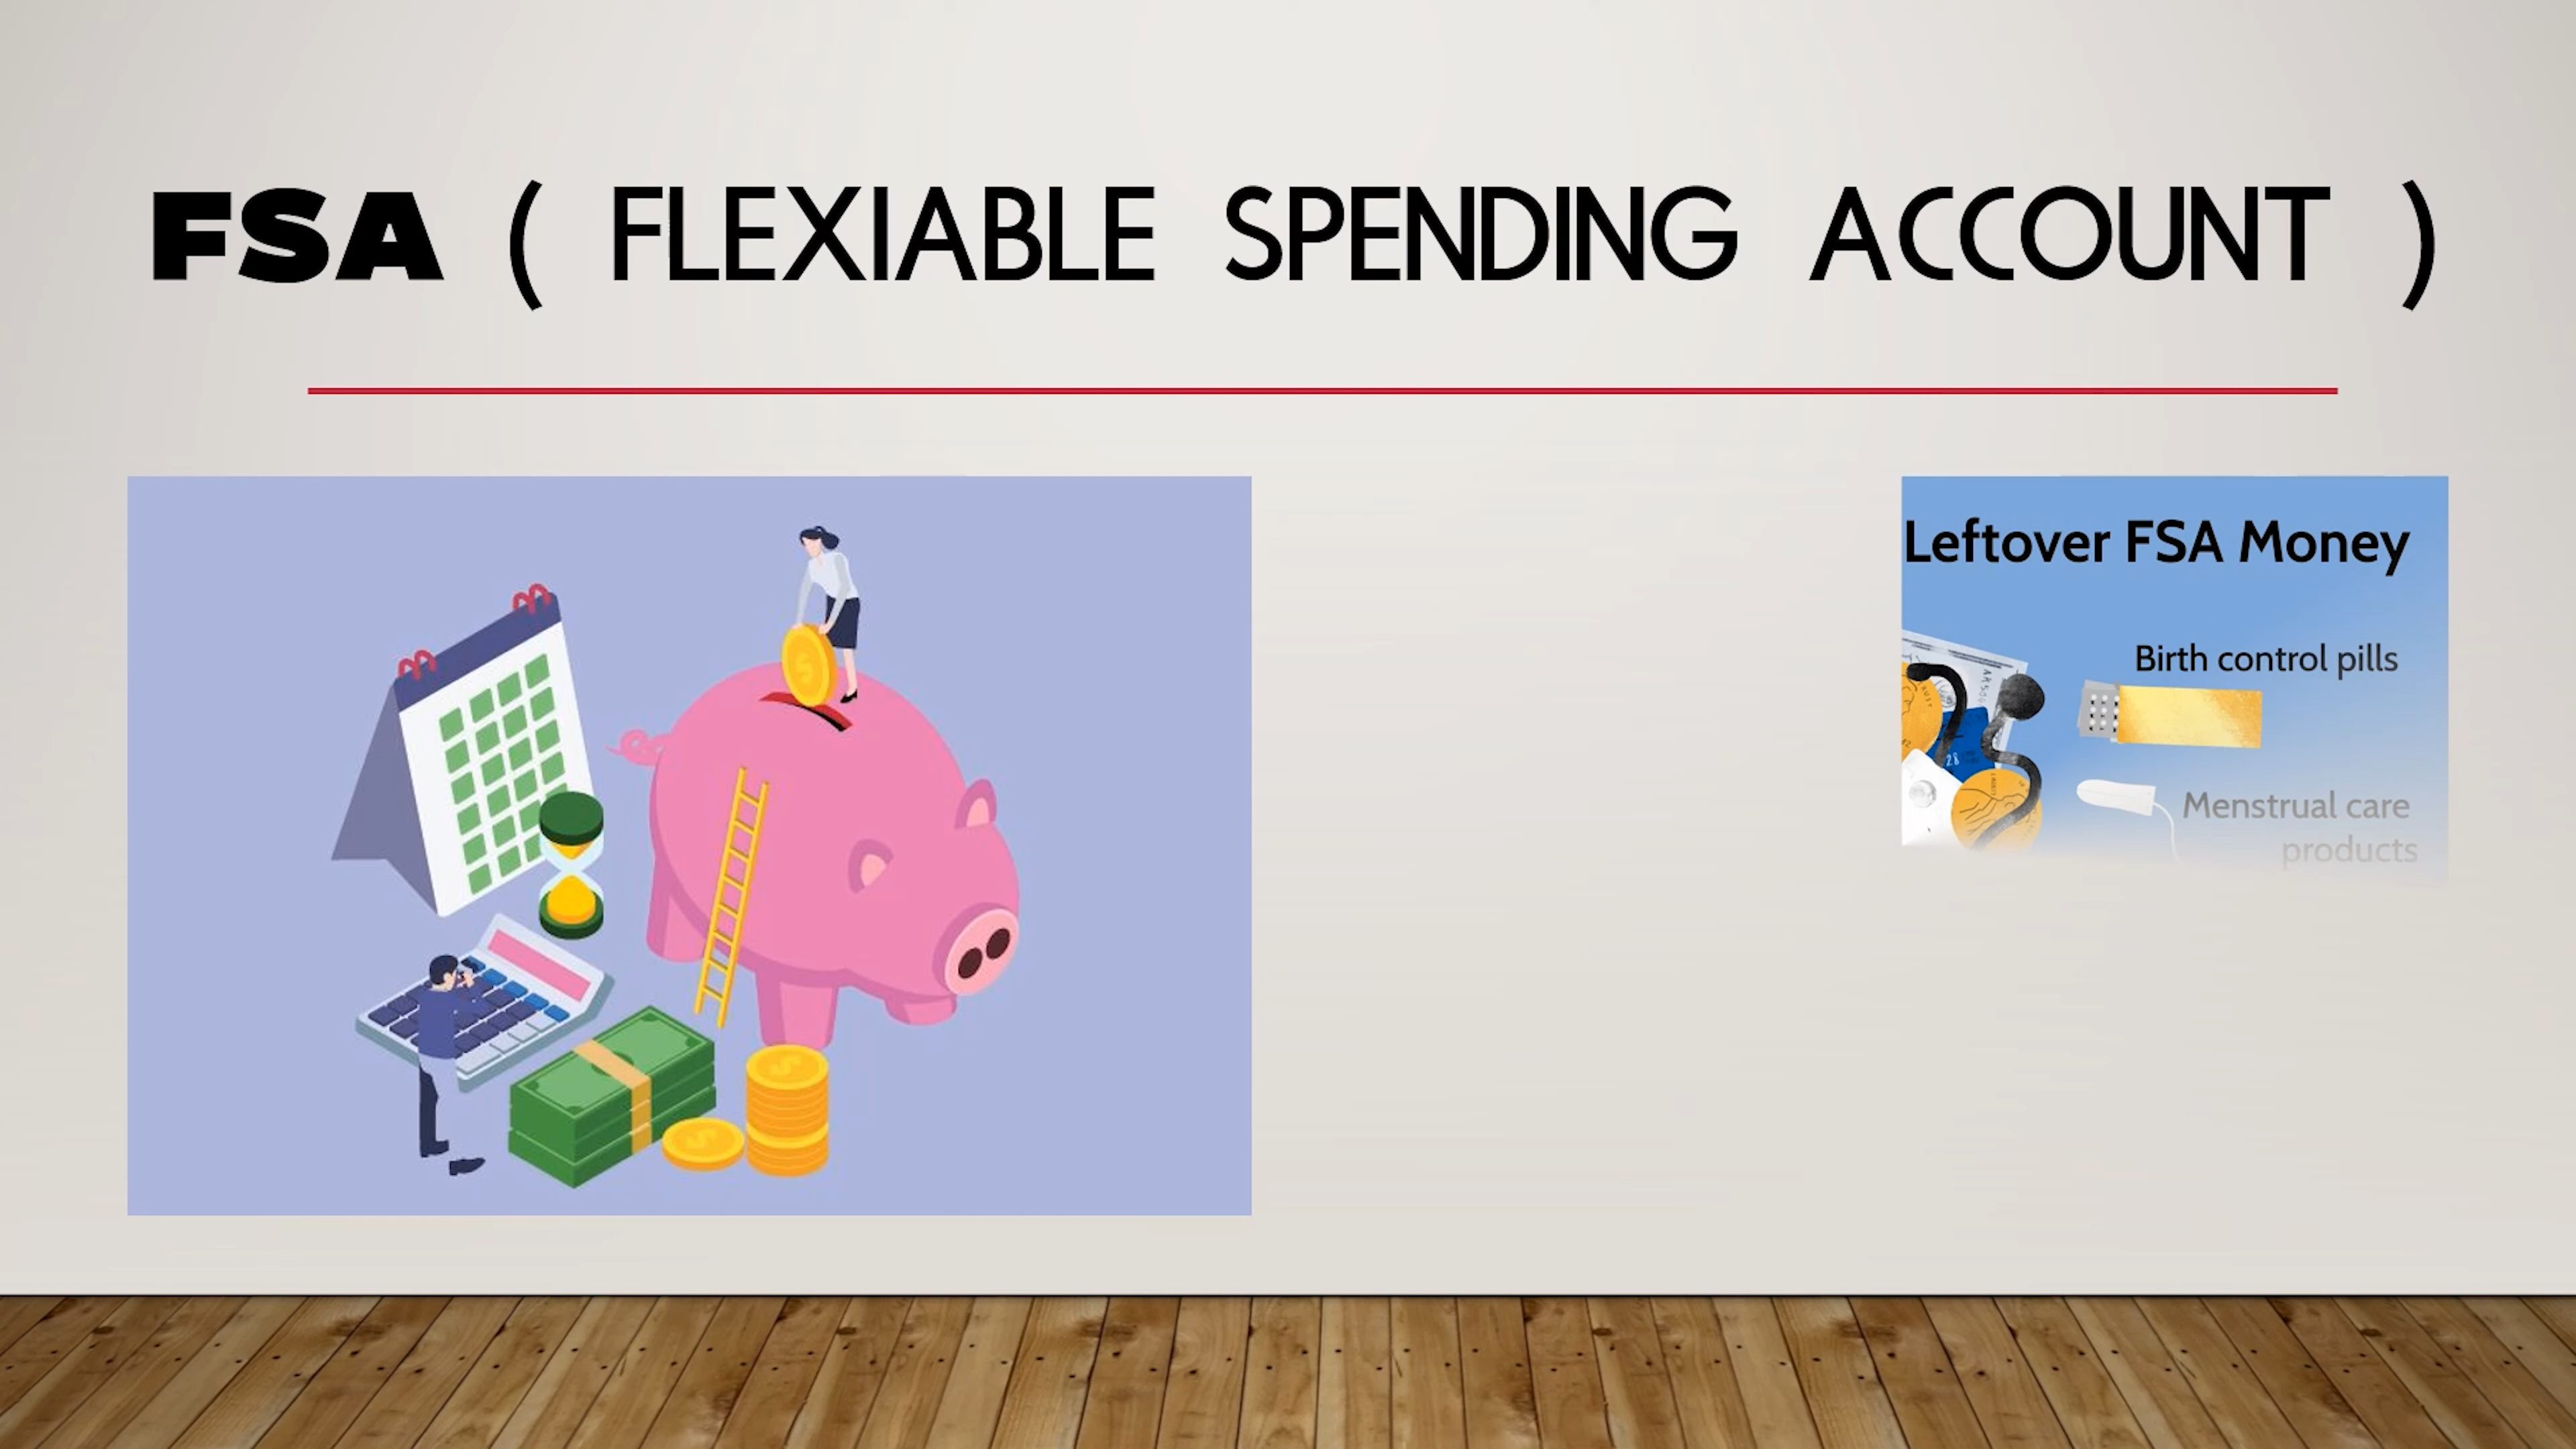 FSA ( FLEXIABLE SPENDING ACCOUNT )
Leftover FSA Money
Birth control pills
Menstrual care
products